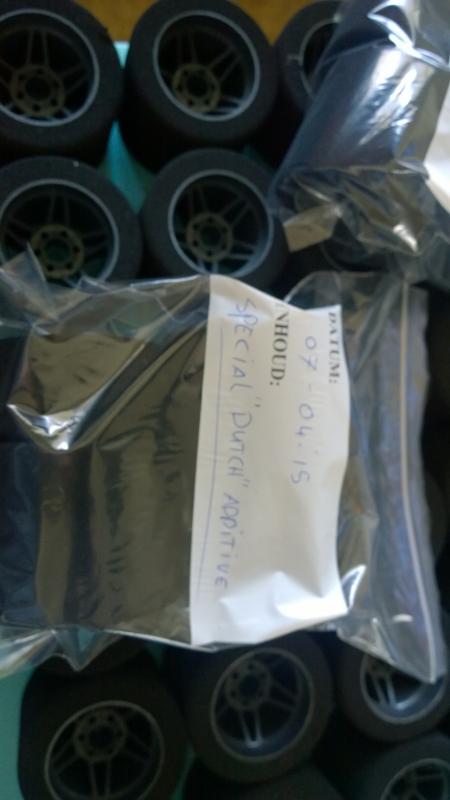 DATUM: 07-04.15
INHOUD:
SPECIAL "DUTCH" ADDITIVE